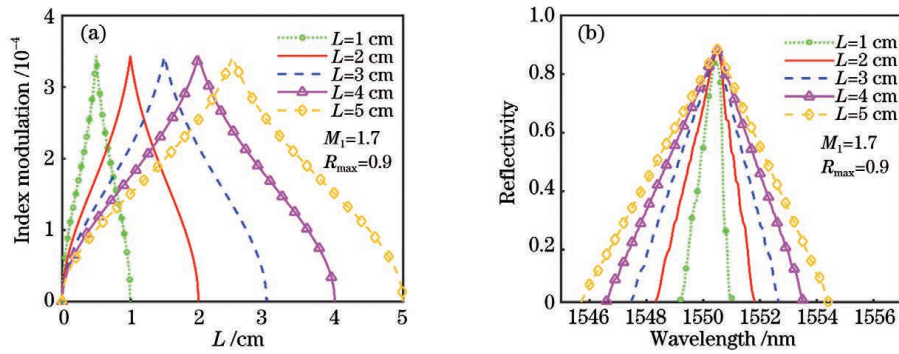 (a)
Index modulation /10⁻⁴
4
3
2
1
0
L=1 cm
L=2 cm
L=3 cm
L=4 cm
L=5 cm
M₁=1.7
Rmax=0.9
0 1 2 3 4 5
L /cm
(b)
Reflectivity
1.0
0.8
0.6
0.4
0.2
0
L=1 cm
L=2 cm
L=3 cm
L=4 cm
L=5 cm
M₁=1.7
Rmax=0.9
1546 1548 1550 1552 1554 1556
Wavelength /nm